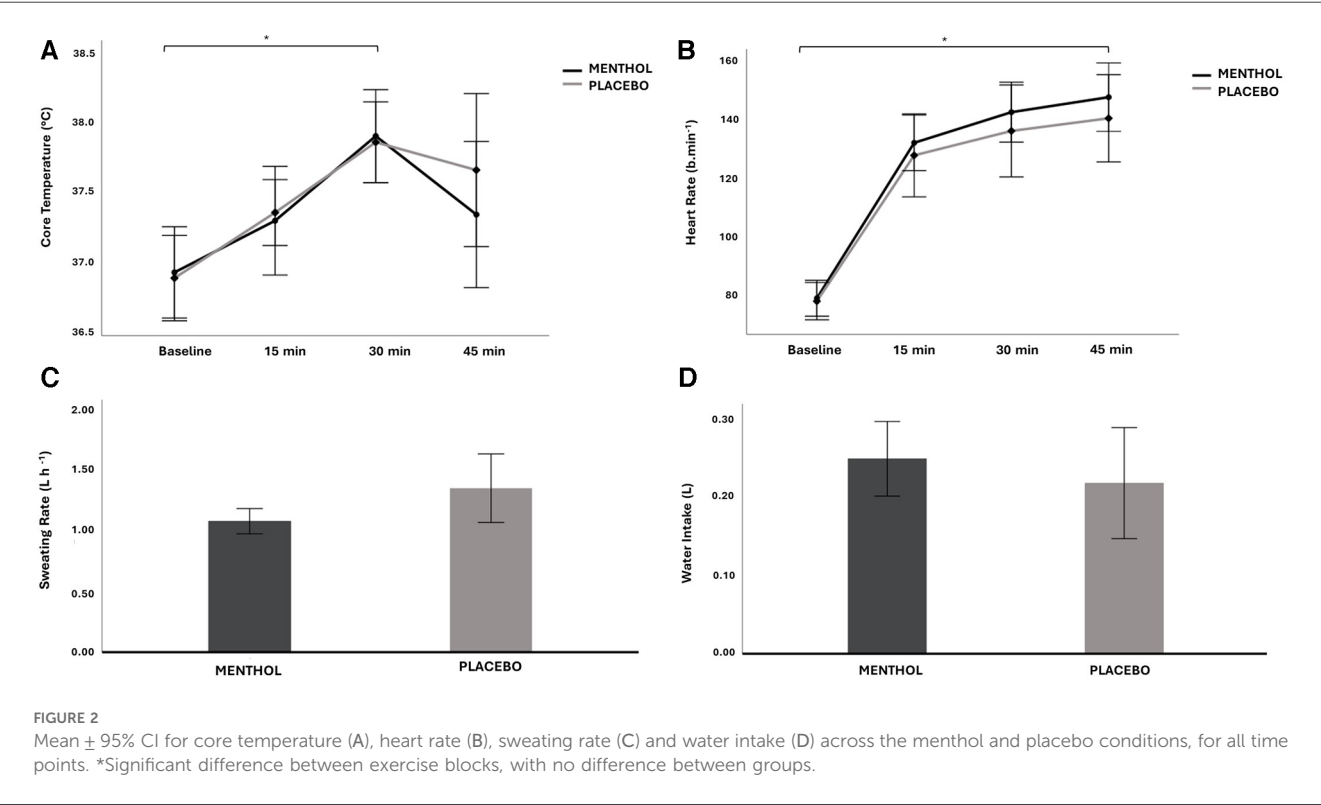 A
*
38.5
38.0
37.5
37.0
36.5
Core Temperature (°C)
MENTHOL
PLACEBO
Baseline 15 min 30 min 45 min
B
*
160
140
120
100
80
Heart Rate (b.min⁻¹)
MENTHOL
PLACEBO
Baseline 15 min 30 min 45 min
C
2.00
1.50
1.00
0.50
0.00
Sweating Rate (L h ⁻¹)
MENTHOL PLACEBO
D
0.30
0.20
0.10
0.00
Water Intake (L)
MENTHOL PLACEBO
FIGURE 2
Mean ± 95% CI for core temperature (A), heart rate (B), sweating rate (C) and water intake (D) across the menthol and placebo conditions, for all time
points. *Significant difference between exercise blocks, with no difference between groups.